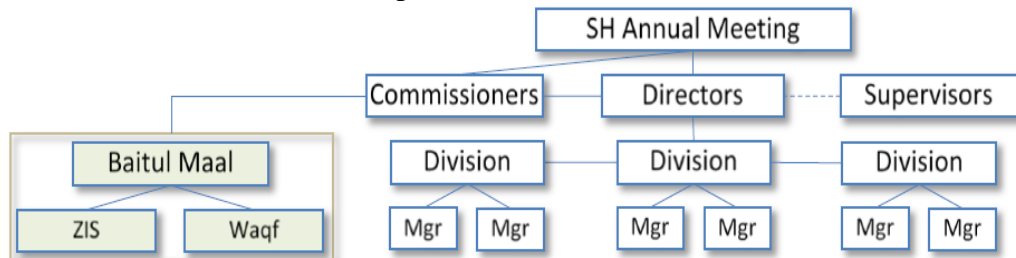 SH Annual Meeting
Commissioners Directors Supervisors
Baitul Maal Division Division Division
ZIS Waqf Mgr Mgr Mgr Mgr Mgr Mgr